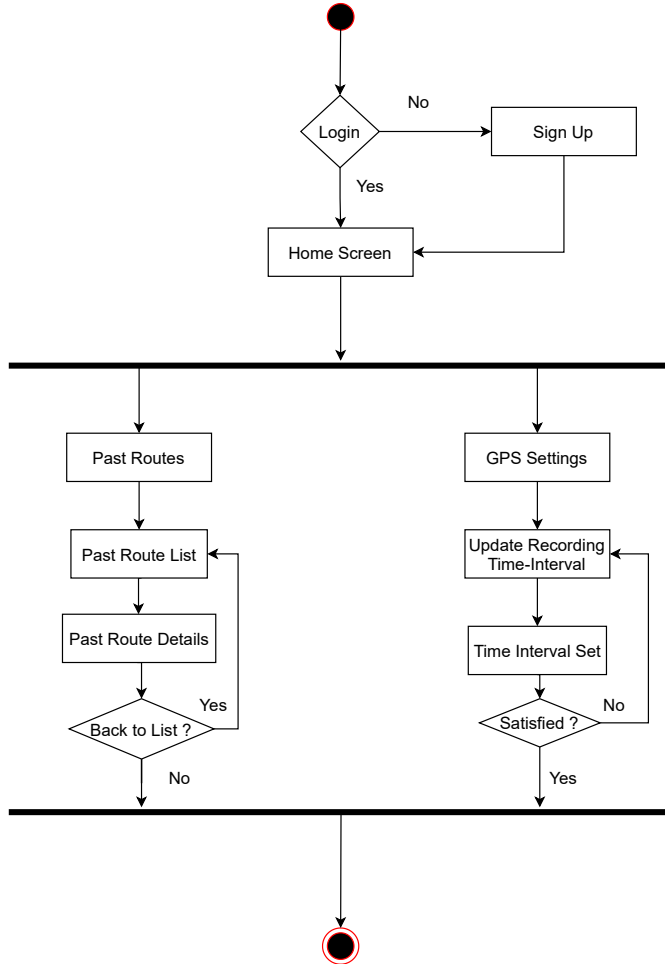 No
Login
Sign Up
Yes
Home Screen
Past Routes
GPS Settings
Past Route List
Update Recording
Time-Interval
Past Route Details
Time Interval Set
Yes
No
Back to List ?
Satisfied ?
No
Yes